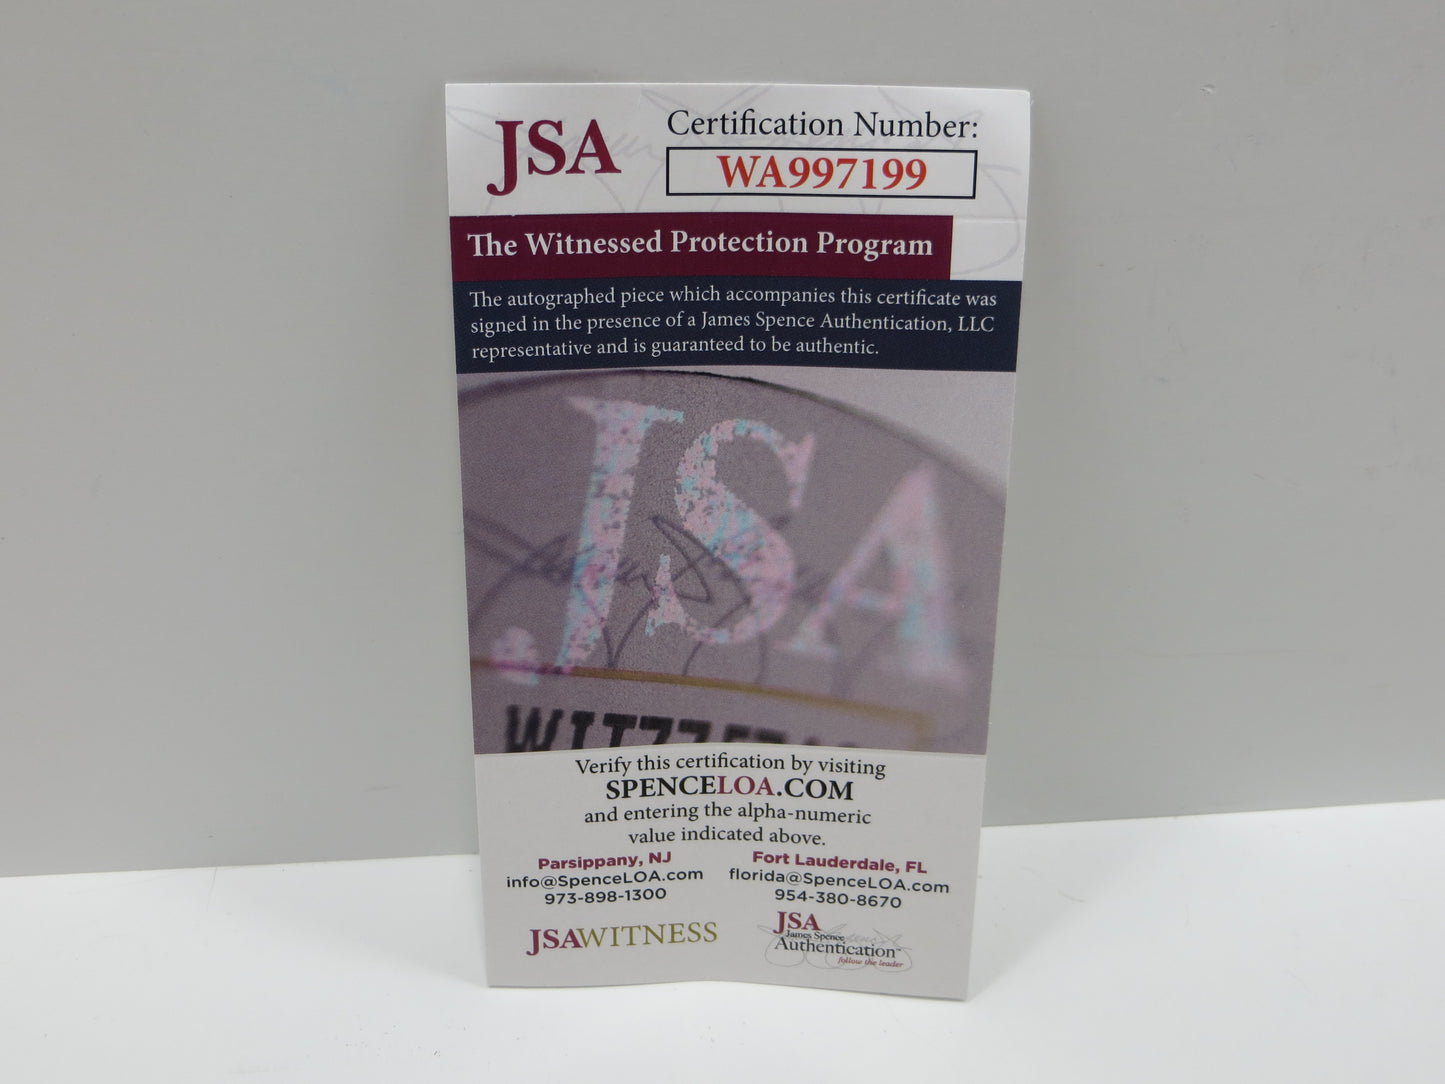 JSA
Certification Number:
WA997199
The Witnessed Protection Program
The autographed piece which accompanies this certificate was
signed in the presence of a James Spence Authentication, LLC
representative and is guaranteed to be authentic.
JSA
Verify this certification by visiting
SPENCELOA.COM
and entering the alpha-numeric
value indicated above.
Parsippany, NJ
info@SpenceLOA.com
973-898-1300
Fort Lauderdale, FL
florida@SpenceLOA.com
954-380-8670
JSAWITNESS
JSA
James Spence
Authentication™
follow the leader